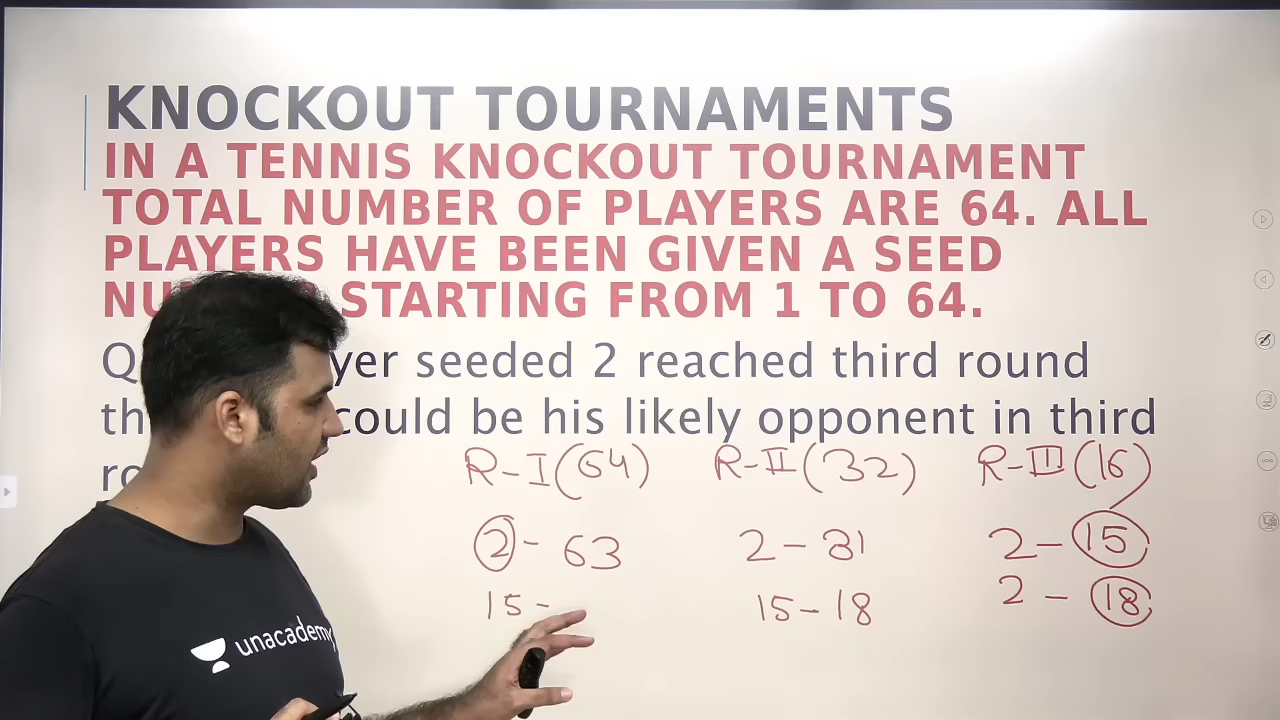 KNOCKOUT TOURNAMENTS
IN A TENNIS KNOCKOUT TOURNAMENT
TOTAL NUMBER OF PLAYERS ARE 64. ALL
PLAYERS HAVE BEEN GIVEN A SEED
STARTING FROM 1 TO 64.
seeded 2 reached third round
could be his likely opponent in third
R-I(64) R-II(32) R-III(16)
2- 63 2-31 2-15
15- 15-18 2-18
unacademy